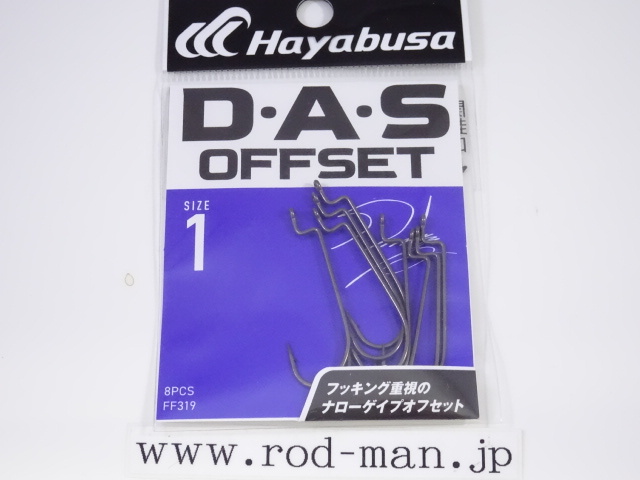 Hayabusa
D・A・S
OFFSET
SIZE
1
8PCS
FF319
フッキング重視の
ナローゲイプオフセット
www.rod-man.jp